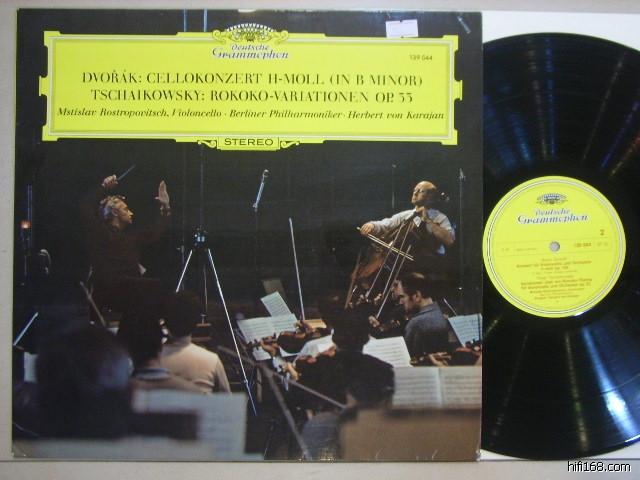 Deutsche
Grammophon
139 044
DVOŘÁK: CELLOKONZERT H-MOLL (IN B MINOR)
TSCHAIKOWSKY: ROKOKO-VARIATIONEN OP. 33
Mstislav Rostropovitsch, Violoncello · Berliner Philharmoniker · Herbert von Karajan
STEREO
Deutsche
Grammophon
2
hifi168.com